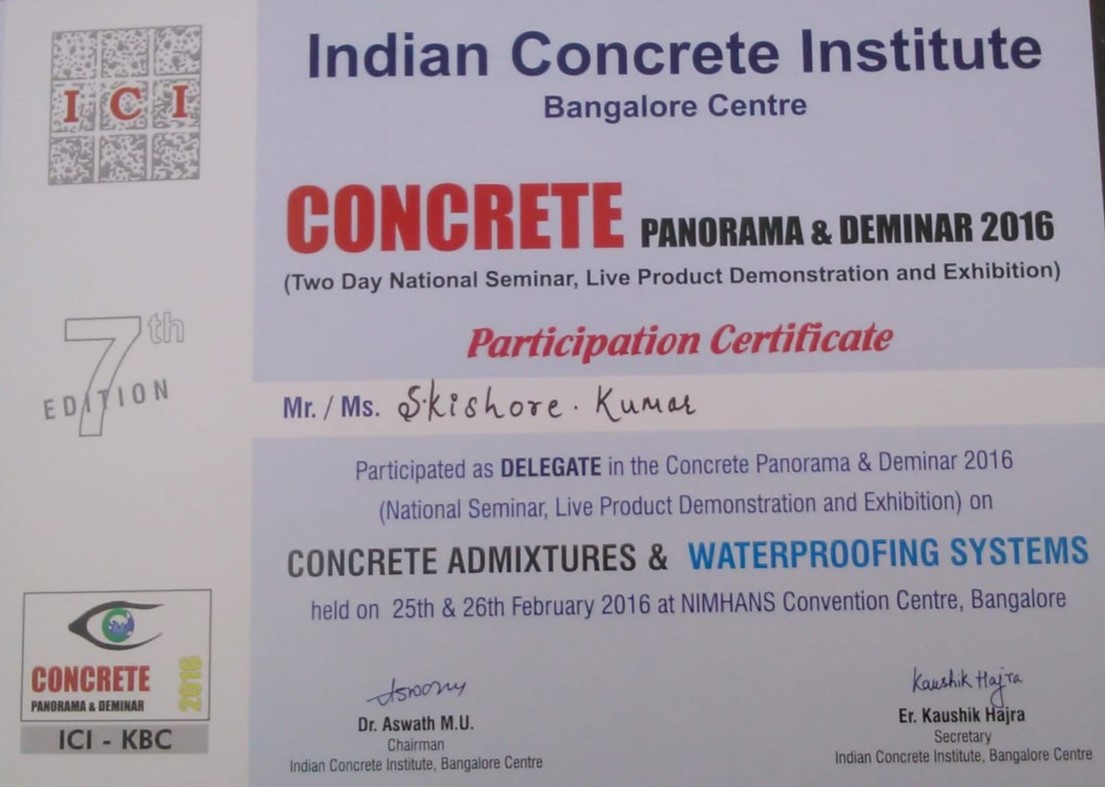 I C I
Indian Concrete Institute
Bangalore Centre
CONCRETE PANORAMA & DEMINAR 2016
(Two Day National Seminar, Live Product Demonstration and Exhibition)
7th
EDITION
Participation Certificate
Mr. / Ms. S.kishore. Kumar
Participated as DELEGATE in the Concrete Panorama & Deminar 2016
(National Seminar, Live Product Demonstration and Exhibition) on
CONCRETE ADMIXTURES & WATERPROOFING SYSTEMS
held on 25th & 26th February 2016 at NIMHANS Convention Centre, Bangalore
CONCRETE 2016
PANORAMA & DEMINAR
ICI - KBC
Dr. Aswath M.U.
Chairman
Indian Concrete Institute, Bangalore Centre
Kaushik Hajra
Er. Kaushik Hajra
Secretary
Indian Concrete Institute, Bangalore Centre